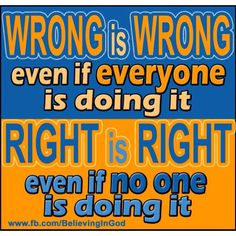 WRONG is WRONG
even if everyone
is doing it
RIGHT is RIGHT
even if no one
is doing it
www.fb.com/BelievingInGod